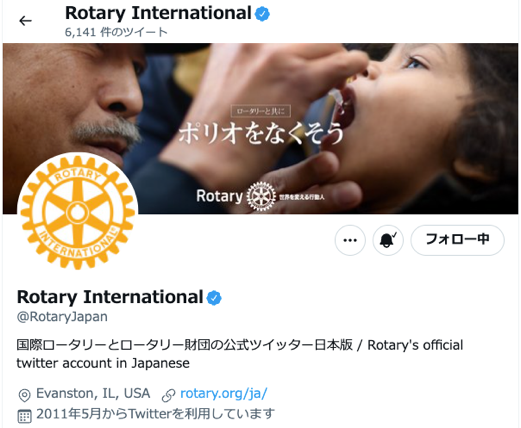 Rotary International
6,141 件のツイート
ロータリーと共に
ポリオをなくそう
Rotary
世界を変える行動人
ROTARY
INTERNATIONAL
フォロー中
Rotary International
@RotaryJapan
国際ロータリーとロータリー財団の公式ツイッター日本版 / Rotary's official
twitter account in Japanese
Evanston, IL, USA rotary.org/ja/
2011年5月からTwitterを利用しています